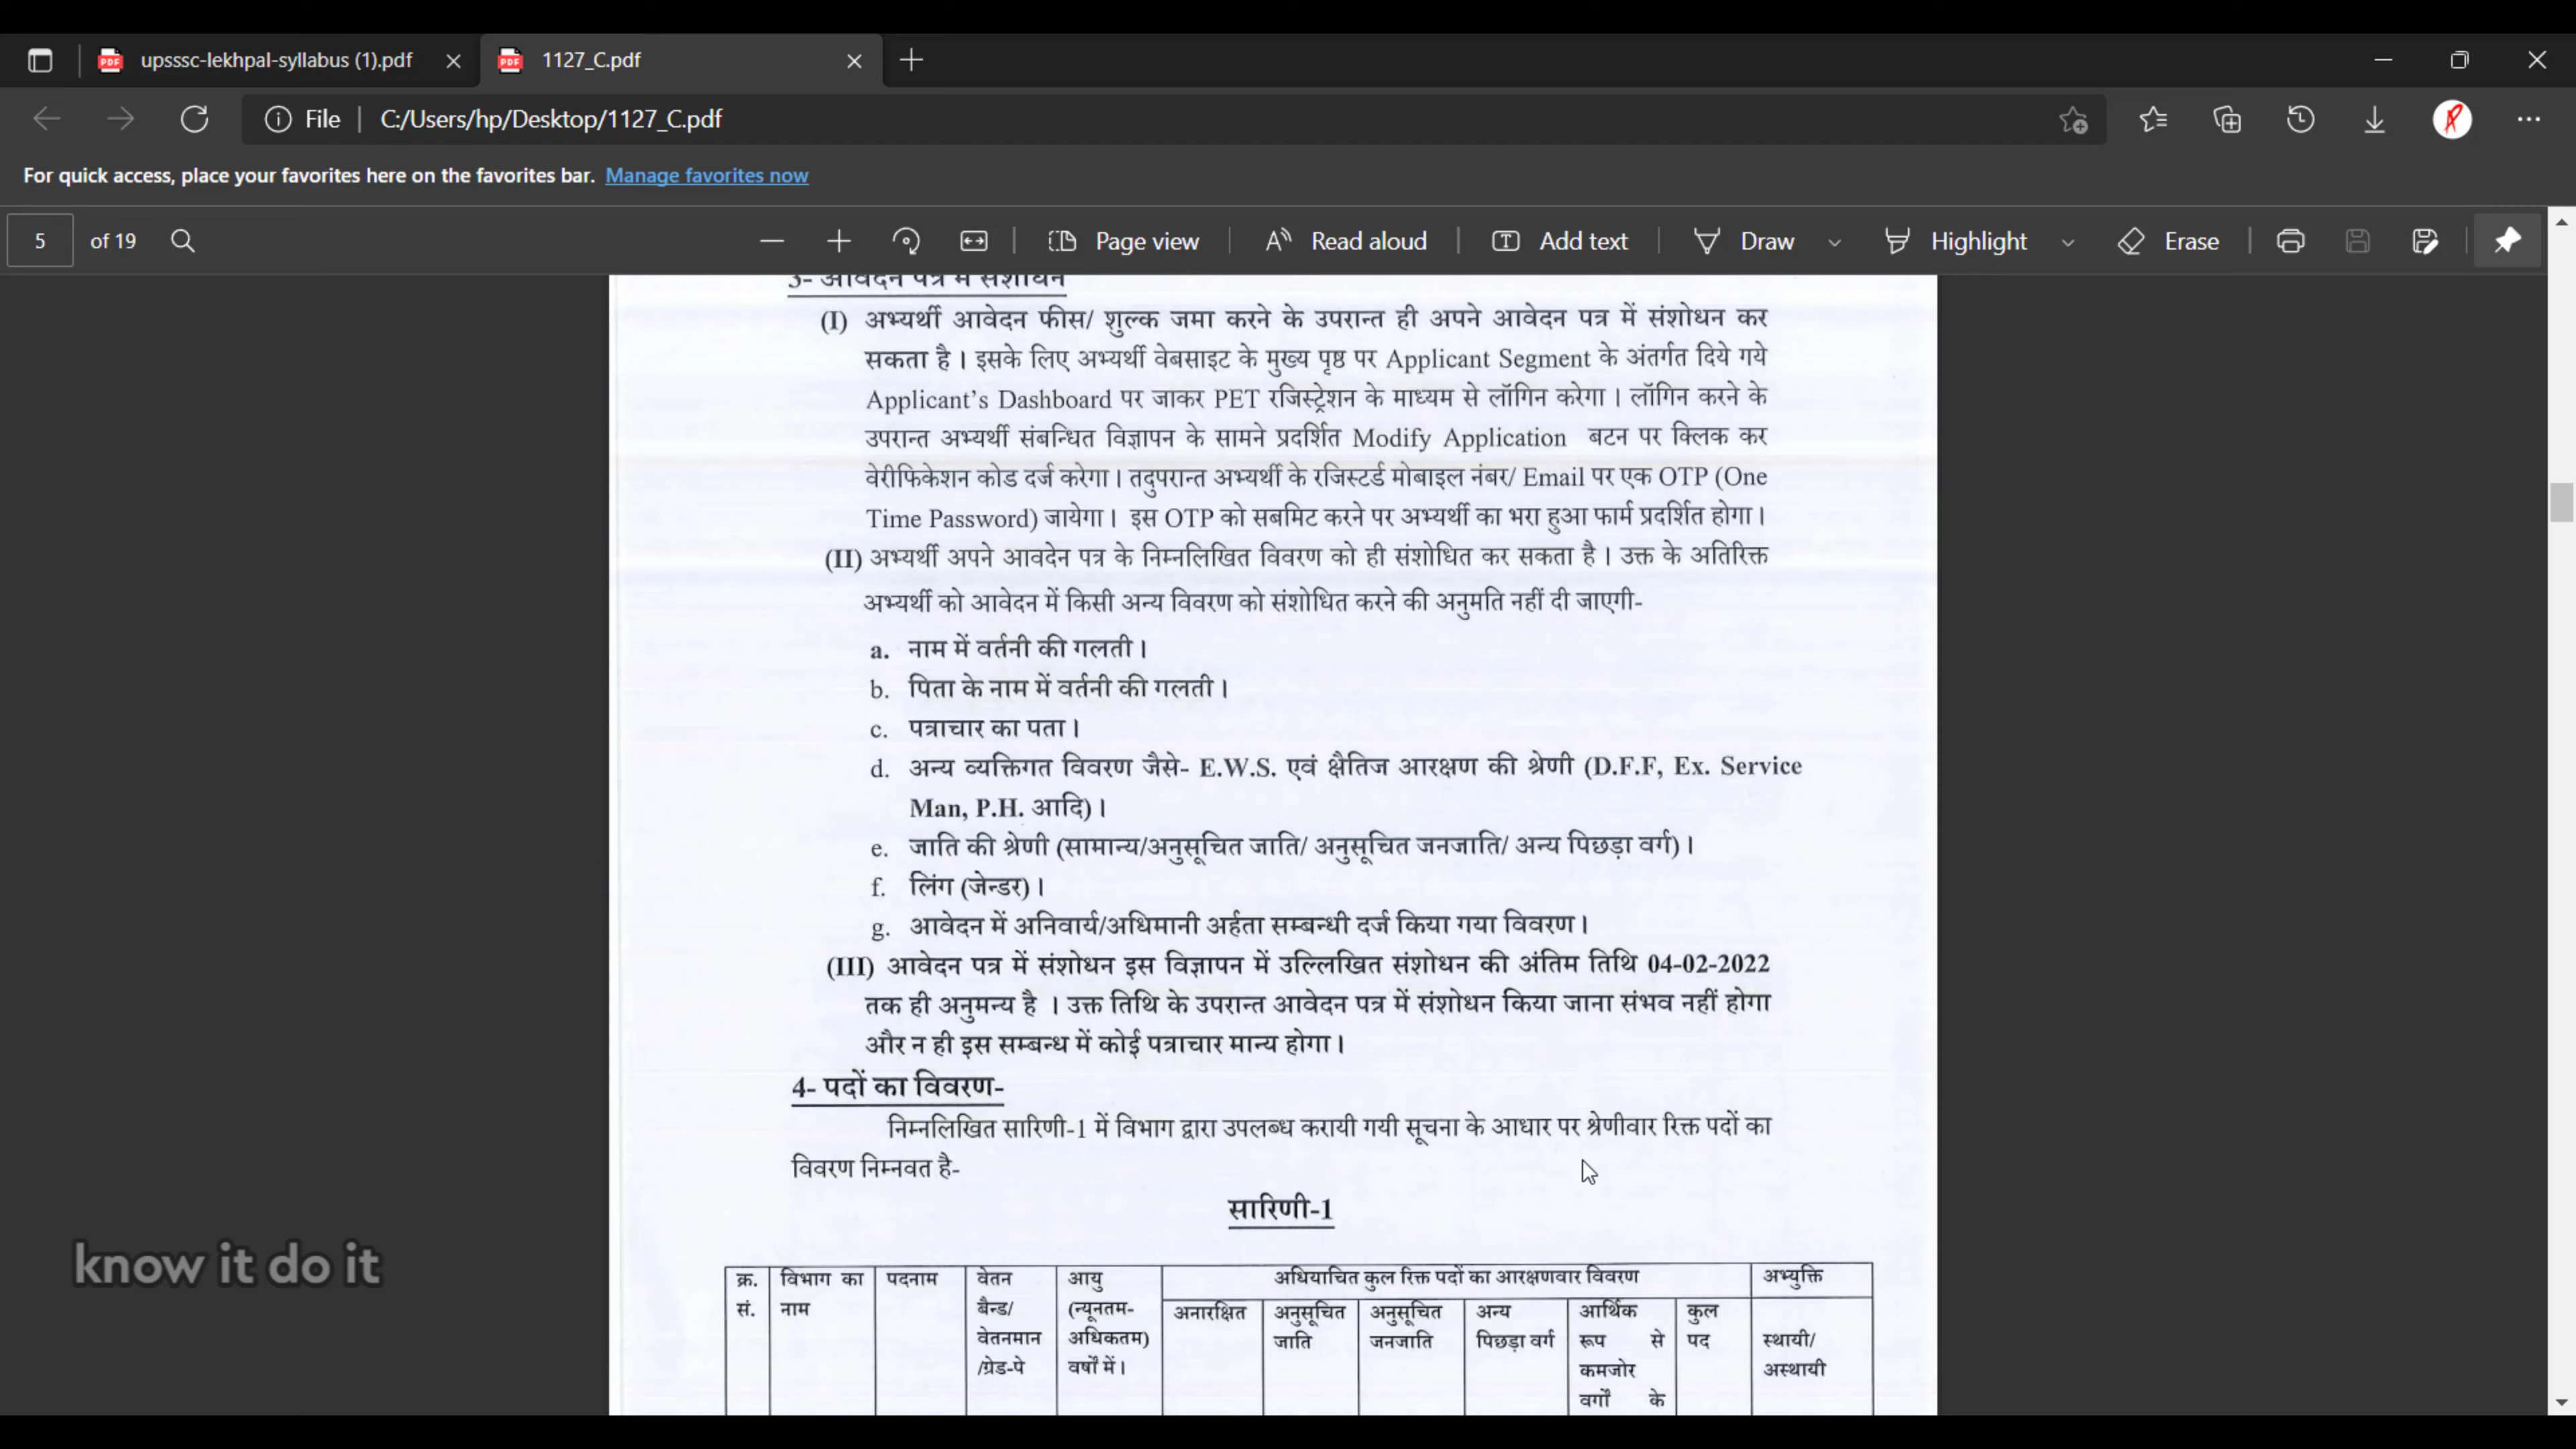 upsssc-lekhpal-syllabus (1).pdf
1127_C.pdf
File
C:/Users/hp/Desktop/1127_C.pdf
For quick access, place your favorites here on the favorites bar. Manage favorites now
5 of 19
Page view
Read aloud
Add text
Draw
Highlight
Erase
3- आवेदन पत्र में संशोधन
(I) अभ्यर्थी आवेदन फीस/ शुल्क जमा करने के उपरान्त ही अपने आवेदन पत्र में संशोधन कर
सकता है। इसके लिए अभ्यर्थी वेबसाइट के मुख्य पृष्ठ पर Applicant Segment के अंतर्गत दिये गये
Applicant's Dashboard पर जाकर PET रजिस्ट्रेशन के माध्यम से लॉगिन करेगा। लॉगिन करने के
उपरान्त अभ्यर्थी संबन्धित विज्ञापन के सामने प्रदर्शित Modify Application बटन पर क्लिक कर
वेरीफिकेशन कोड दर्ज करेगा। तदुपरान्त अभ्यर्थी के रजिस्टर्ड मोबाइल नंबर/ Email पर एक OTP (One
Time Password) जायेगा। इस OTP को सबमिट करने पर अभ्यर्थी का भरा हुआ फार्म प्रदर्शित होगा।
(II) अभ्यर्थी अपने आवदेन पत्र के निम्नलिखित विवरण को ही संशोधित कर सकता है। उक्त के अतिरिक्त
अभ्यर्थी को आवेदन में किसी अन्य विवरण को संशोधित करने की अनुमति नहीं दी जाएगी-
a. नाम में वर्तनी की गलती।
b. पिता के नाम में वर्तनी की गलती।
c. पत्राचार का पता।
d. अन्य व्यक्तिगत विवरण जैसे- E.W.S. एवं क्षैतिज आरक्षण की श्रेणी (D.F.F, Ex. Service
Man, P.H. आदि)।
e. जाति की श्रेणी (सामान्य/अनुसूचित जाति/ अनुसूचित जनजाति/ अन्य पिछड़ा वर्ग)।
f. लिंग (जेन्डर)।
g. आवेदन में अनिवार्य/अधिमानी अर्हता सम्बन्धी दर्ज किया गया विवरण।
(III) आवेदन पत्र में संशोधन इस विज्ञापन में उल्लिखित संशोधन की अंतिम तिथि 04-02-2022
तक ही अनुमन्य है । उक्त तिथि के उपरान्त आवेदन पत्र में संशोधन किया जाना संभव नहीं होगा
और न ही इस सम्बन्ध में कोई पत्राचार मान्य होगा।
4- पदों का विवरण-
निम्नलिखित सारिणी-1 में विभाग द्वारा उपलब्ध करायी गयी सूचना के आधार पर श्रेणीवार रिक्त पदों का
विवरण निम्नवत है-
सारिणी-1
know it do it
क्र. विभाग का पदनाम वेतन आयु अधियाचित कुल रिक्त पदों का आरक्षणवार विवरण अभ्युक्ति
सं. नाम बैन्ड/ (न्यूनतम- अनारक्षित अनुसूचित अनुसूचित अन्य आर्थिक कुल
वेतनमान अधिकतम) जाति जनजाति पिछड़ा वर्ग रूप से पद स्थायी/
/ग्रेड-पे वर्षों में। कमजोर अस्थायी
वर्गों के